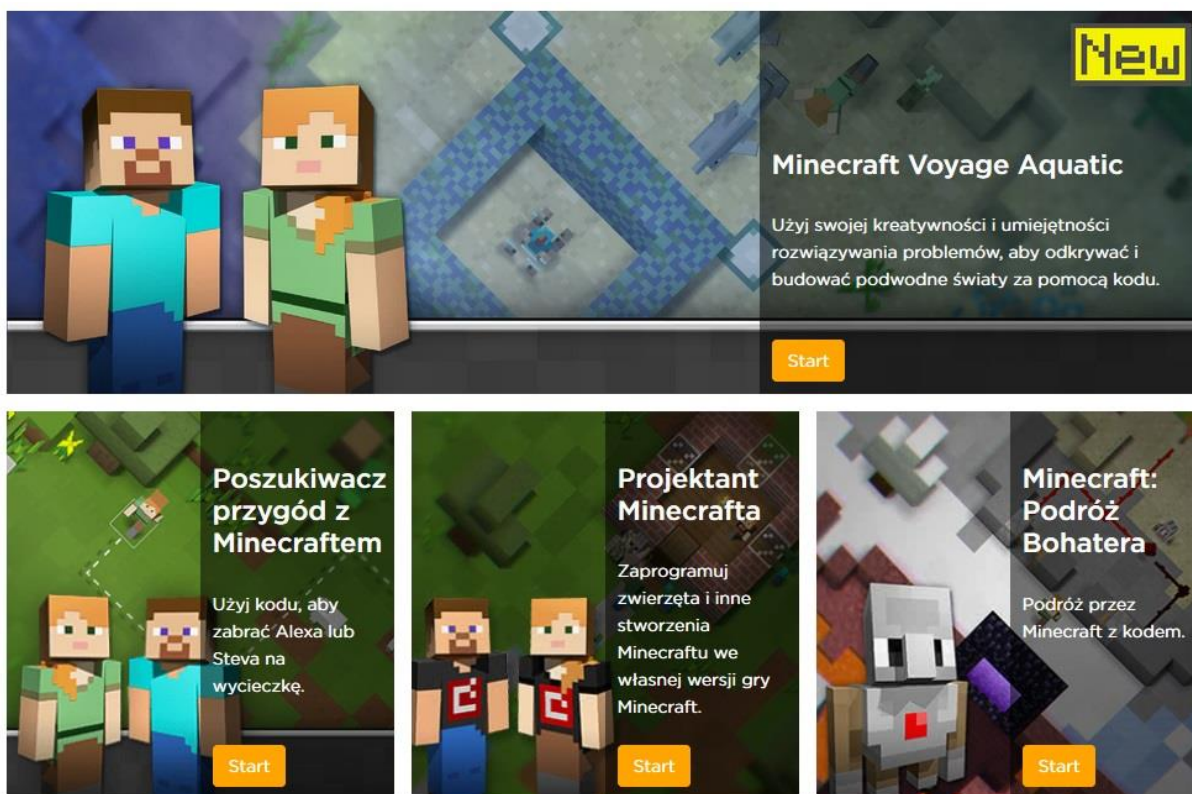 New
Minecraft Voyage Aquatic
Użyj swojej kreatywności i umiejętności
rozwiązywania problemów, aby odkrywać i
budować podwodne światy za pomocą kodu.
Start
Poszukiwacz
przygód z
Minecraftem
Użyj kodu, aby
zabrać Alexa lub
Steva na
wycieczkę.
Start
Projektant
Minecrafta
Zaprogramuj
zwierzęta i inne
stworzenia
Minecraftu we
własnej wersji gry
Minecraft.
Start
Minecraft:
Podróż
Bohatera
Podróż przez
Minecraft z kodem.
Start